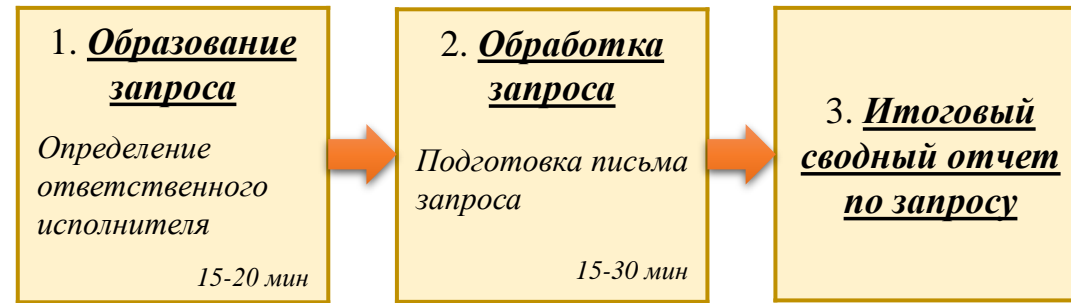 1. Образование
запроса
Определение
ответственного
исполнителя
15-20 мин
2. Обработка
запроса
Подготовка письма
запроса
15-30 мин
3. Итоговый
сводный отчет
по запросу